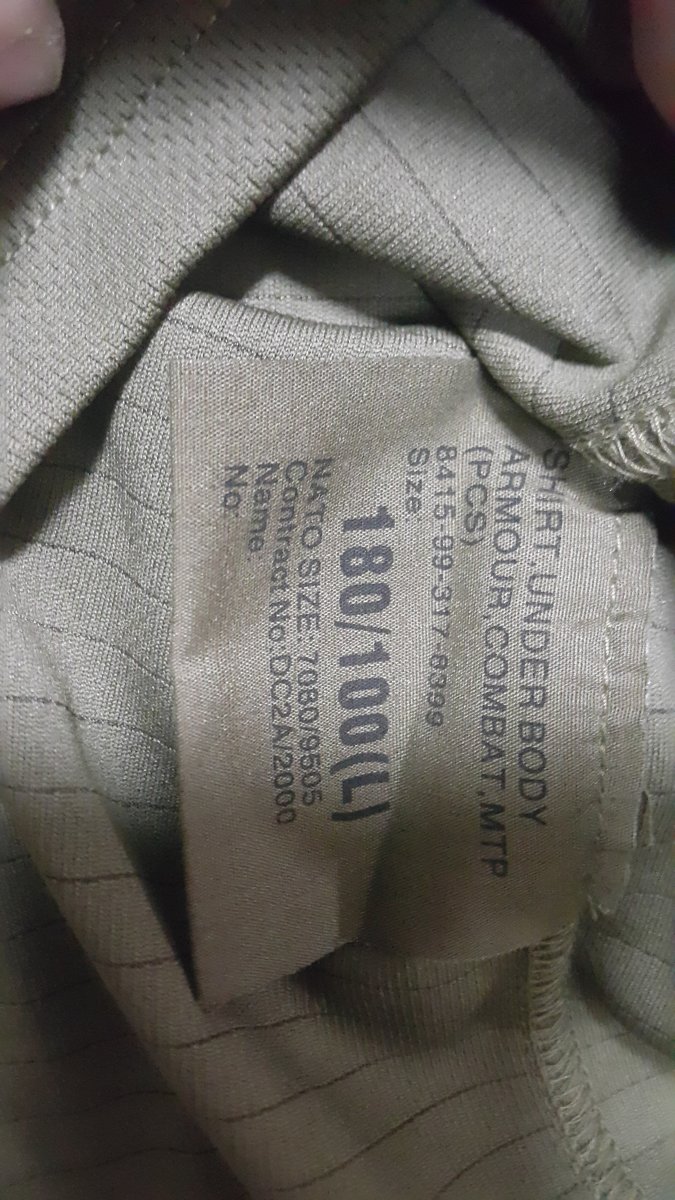 SHIRT, UNDER BODY
ARMOUR, COMBAT, MTP
(PCS)
8415-99-317-8399
Size:
180/100(L)
NATO SIZE: 7080/9505
Contract No: DC2A/2000
Name:
No: